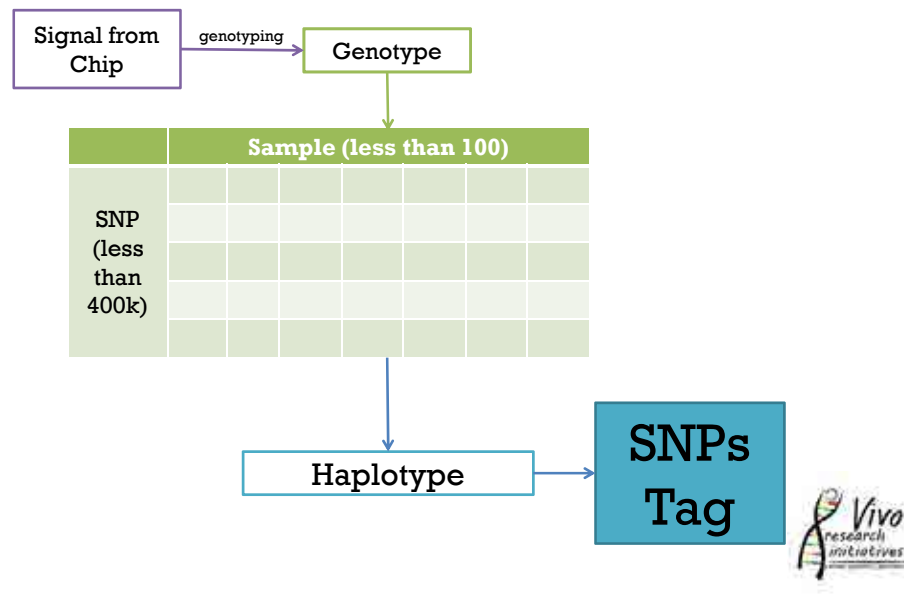 Signal from
Chip
genotyping
Genotype
Sample (less than 100)
SNP
(less
than
400k)
Haplotype
SNPs
Tag
Vivo
research
initiatives